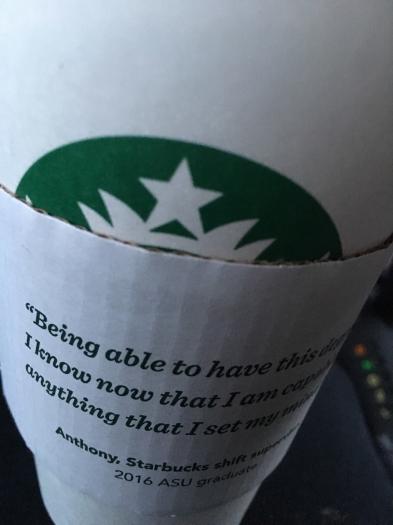 “Being able to have this
I know now that I am
anything that I set my
Anthony, Starbucks shift
2016 ASU graduate